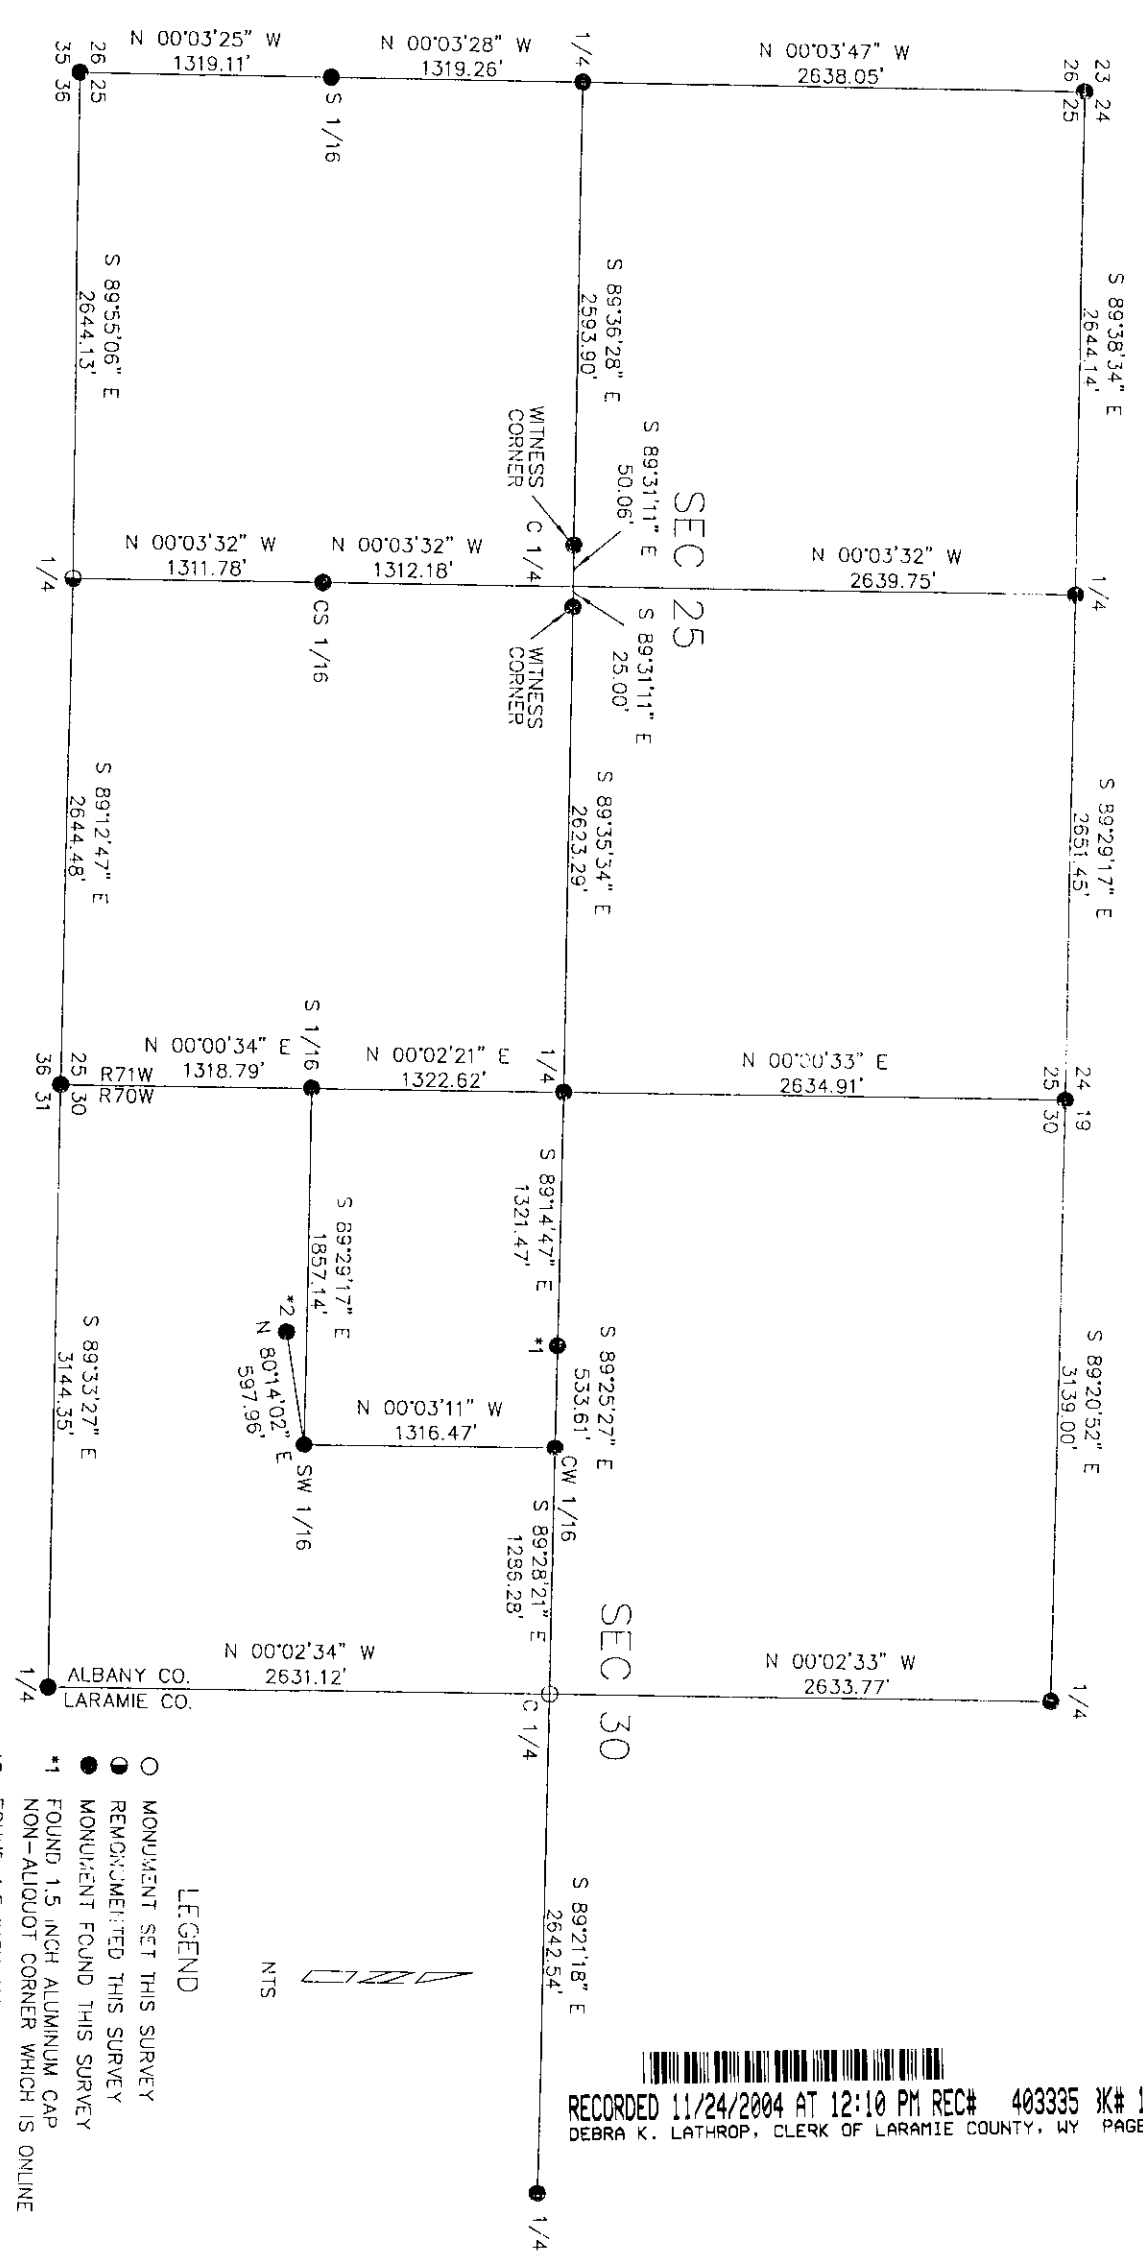 23 24
26 25
S 89°38'34" E
2644.14'
1/4
S 89°29'17" E
2651.45'
24 19
25 30
S 89°20'52" E
3139.00'
1/4
N 00°03'47" W
2638.05'
N 00°03'32" W
2639.75'
N 00°00'33" E
2634.91'
N 00°02'33" W
2633.77'
SEC 25
SEC 30
1/4
S 89°36'28" E
2593.90'
S 89°31'11" E
50.06'
WITNESS
CORNER
C 1/4
S 89°31'11" E
25.00'
WITNESS
CORNER
S 89°35'34" E
2623.29'
1/4
S 89°14'47" E
1321.47'
*1
S 89°25'27" E
533.61'
CW 1/16
S 89°28'21" E
1286.28'
C 1/4
S 89°21'18" E
2642.54'
1/4
N 00°03'28" W
1319.26'
N 00°03'32" W
1312.18'
N 00°02'21" E
1322.62'
N 00°03'11" W
1316.47'
S 1/16
CS 1/16
S 1/16
S 89°29'17" E
1857.14'
*2
N 80°14'02" E
597.96'
SW 1/16
N 00°03'25" W
1319.11'
N 00°03'32" W
1311.78'
N 00°00'34" E
1318.79'
N 00°02'34" W
2631.12'
26 25
35 36
S 89°55'06" E
2644.13'
1/4
S 89°12'47" E
2644.48'
25 30
36 31
R71W
R70W
S 89°33'27" E
3144.35'
1/4
ALBANY CO.
LARAMIE CO.
NTS
LEGEND
MONUMENT SET THIS SURVEY
REMONUMENTED THIS SURVEY
MONUMENT FOUND THIS SURVEY
*1 FOUND 1.5 INCH ALUMINUM CAP
NON-ALIQUOT CORNER WHICH IS ONLINE
RECORDED 11/24/2004 AT 12:10 PM REC# 403335 BK# 1
DEBRA K. LATHROP, CLERK OF LARAMIE COUNTY, WY PAGE